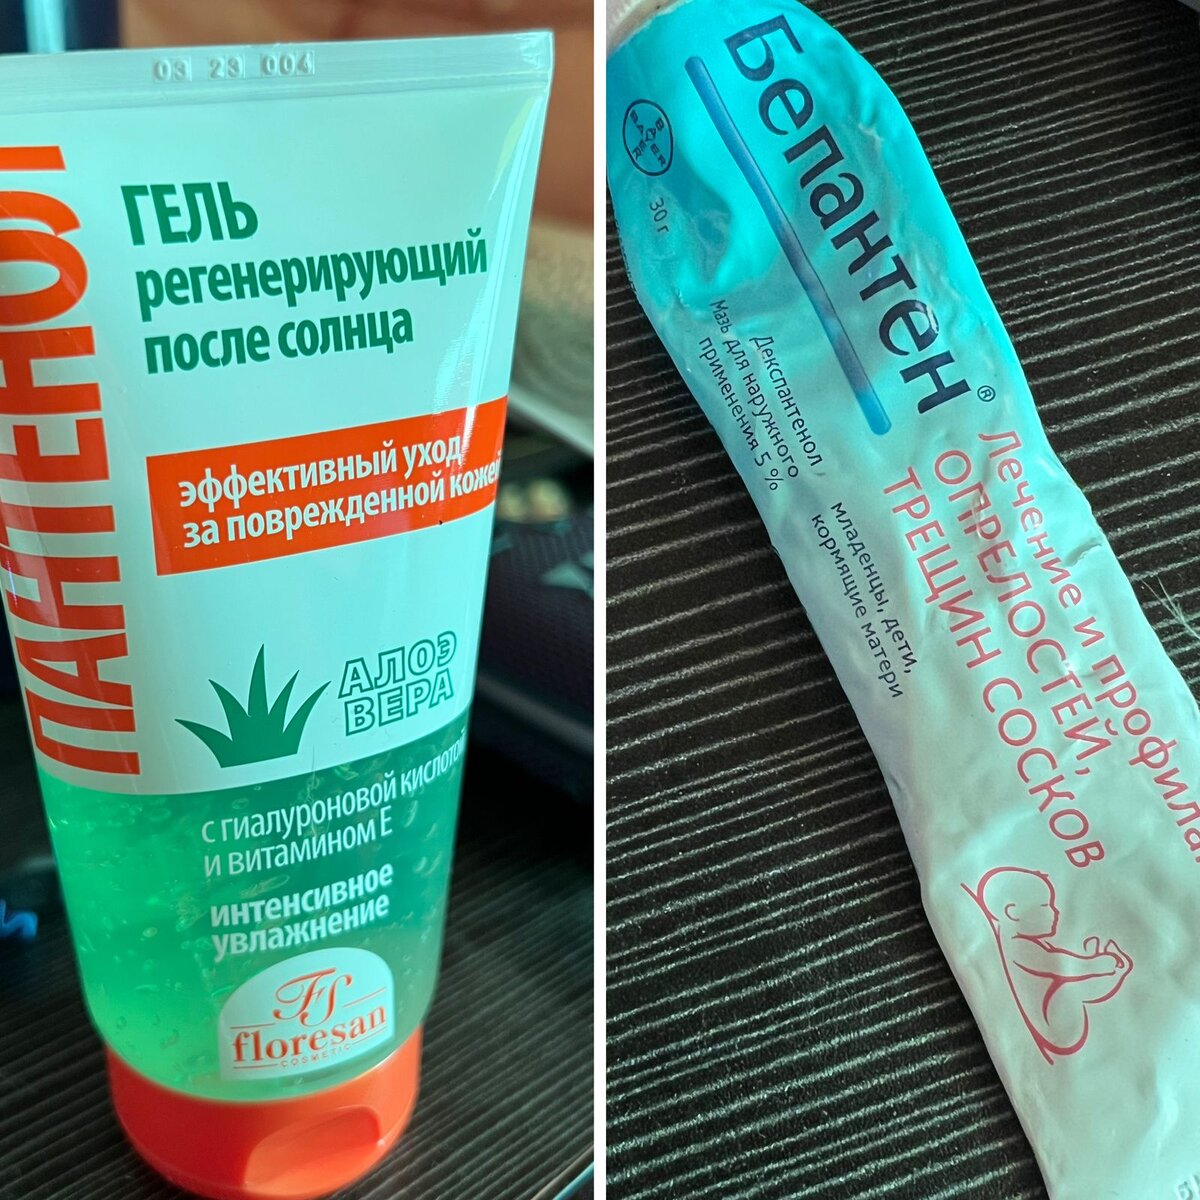 03 23 004
ПАНТЕНОЛ
ГЕЛЬ
регенерирующий
после солнца
эффективный уход
за поврежденной кожей
АЛОЭ
ВЕРА
с гиалуроновой кислотой
и витамином Е
интенсивное
увлажнение
FS
floresan
COSMETIC
Бепантен®
BAYER
BAYER
30 г
Декспантенол
Мазь для наружного
применения 5 %
младенцы, дети,
кормящие матери
Лечение и профила
ОПРЕЛОСТЕЙ,
ТРЕЩИН СОСКОВ